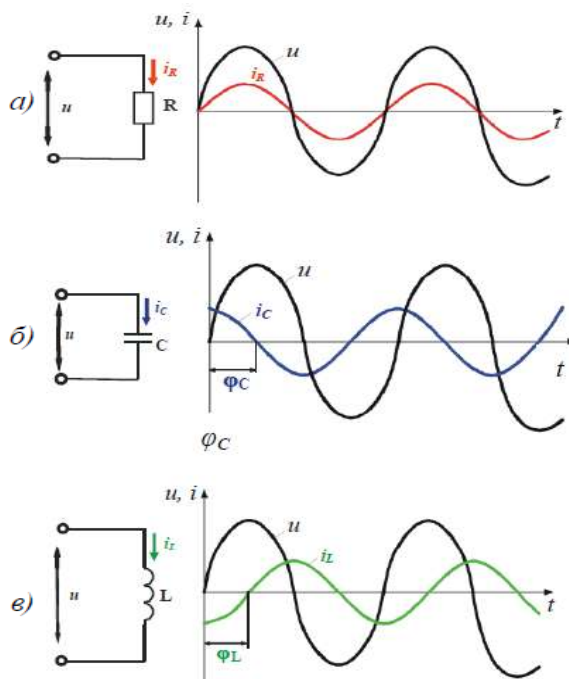 u, i
u
i_R
i_R
а)
u
R
t
u, i
u
i_C
i_C
б)
u
C
t
φ_C
φ_C
u, i
u
i_L
i_L
в)
u
L
t
φ_L